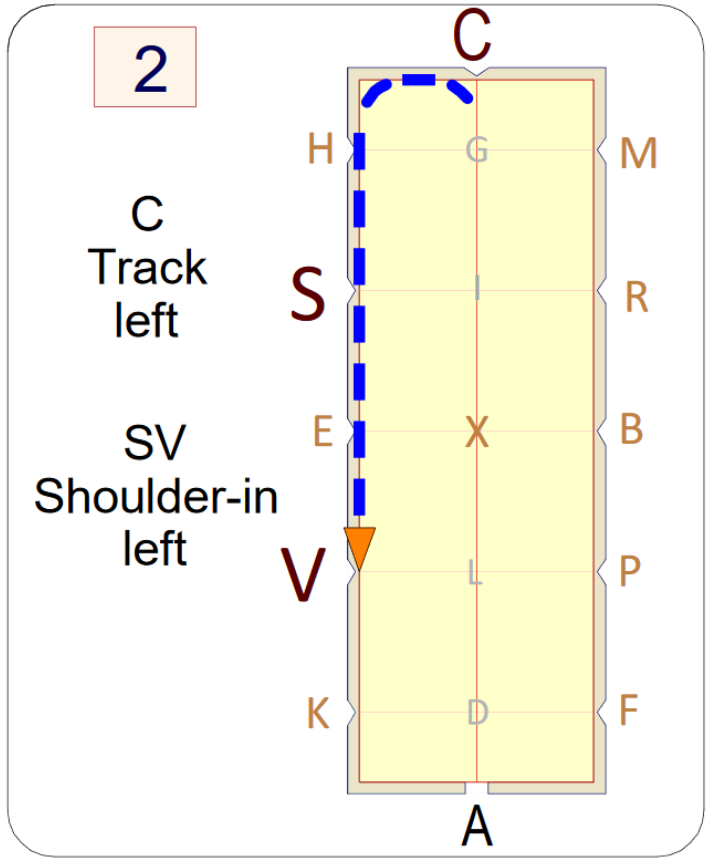 2
C
C
Track
left
SV
Shoulder-in
left
H G M
S I R
E X B
V L P
K D F
A